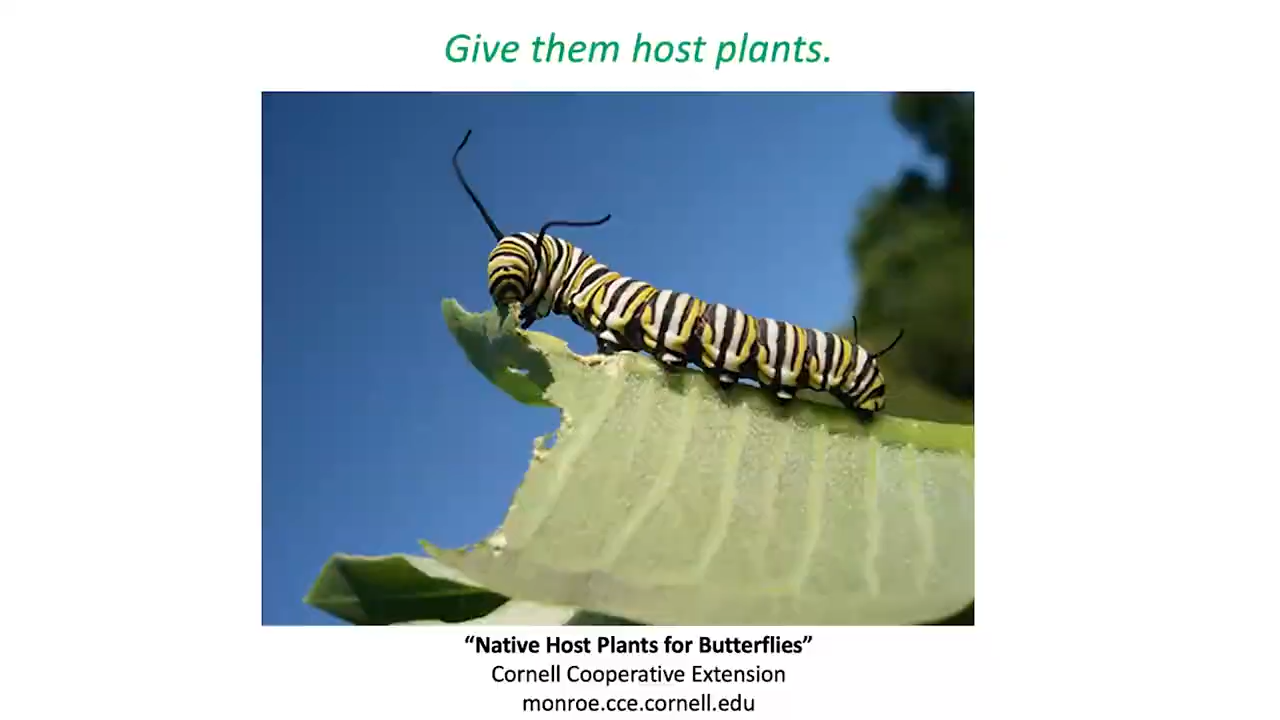 Give them host plants.
“Native Host Plants for Butterflies”
Cornell Cooperative Extension
monroe.cce.cornell.edu